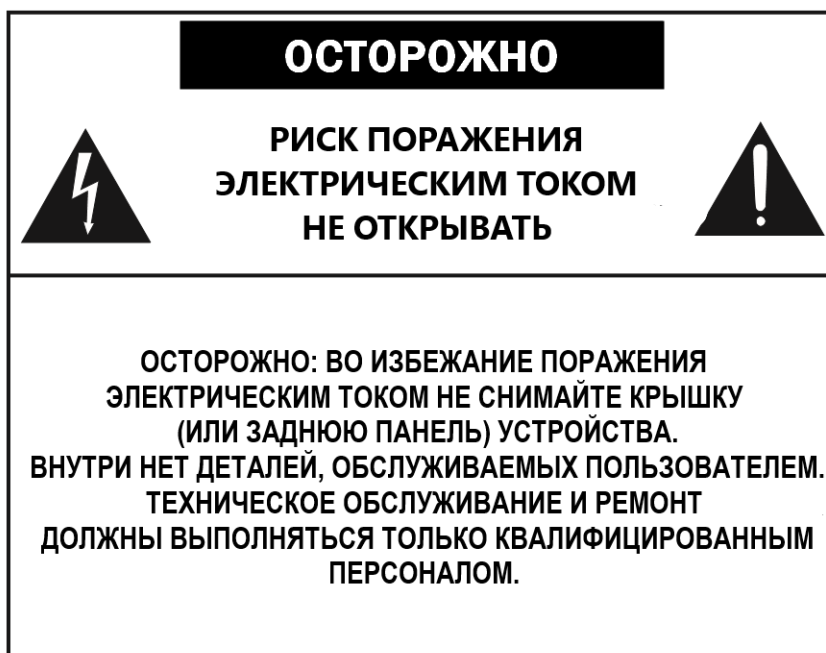 ОСТОРОЖНО
РИСК ПОРАЖЕНИЯ
ЭЛЕКТРИЧЕСКИМ ТОКОМ
НЕ ОТКРЫВАТЬ
ОСТОРОЖНО: ВО ИЗБЕЖАНИЕ ПОРАЖЕНИЯ
ЭЛЕКТРИЧЕСКИМ ТОКОМ НЕ СНИМАЙТЕ КРЫШКУ
(ИЛИ ЗАДНЮЮ ПАНЕЛЬ) УСТРОЙСТВА.
ВНУТРИ НЕТ ДЕТАЛЕЙ, ОБСЛУЖИВАЕМЫХ ПОЛЬЗОВАТЕЛЕМ.
ТЕХНИЧЕСКОЕ ОБСЛУЖИВАНИЕ И РЕМОНТ
ДОЛЖНЫ ВЫПОЛНЯТЬСЯ ТОЛЬКО КВАЛИФИЦИРОВАННЫМ
ПЕРСОНАЛОМ.